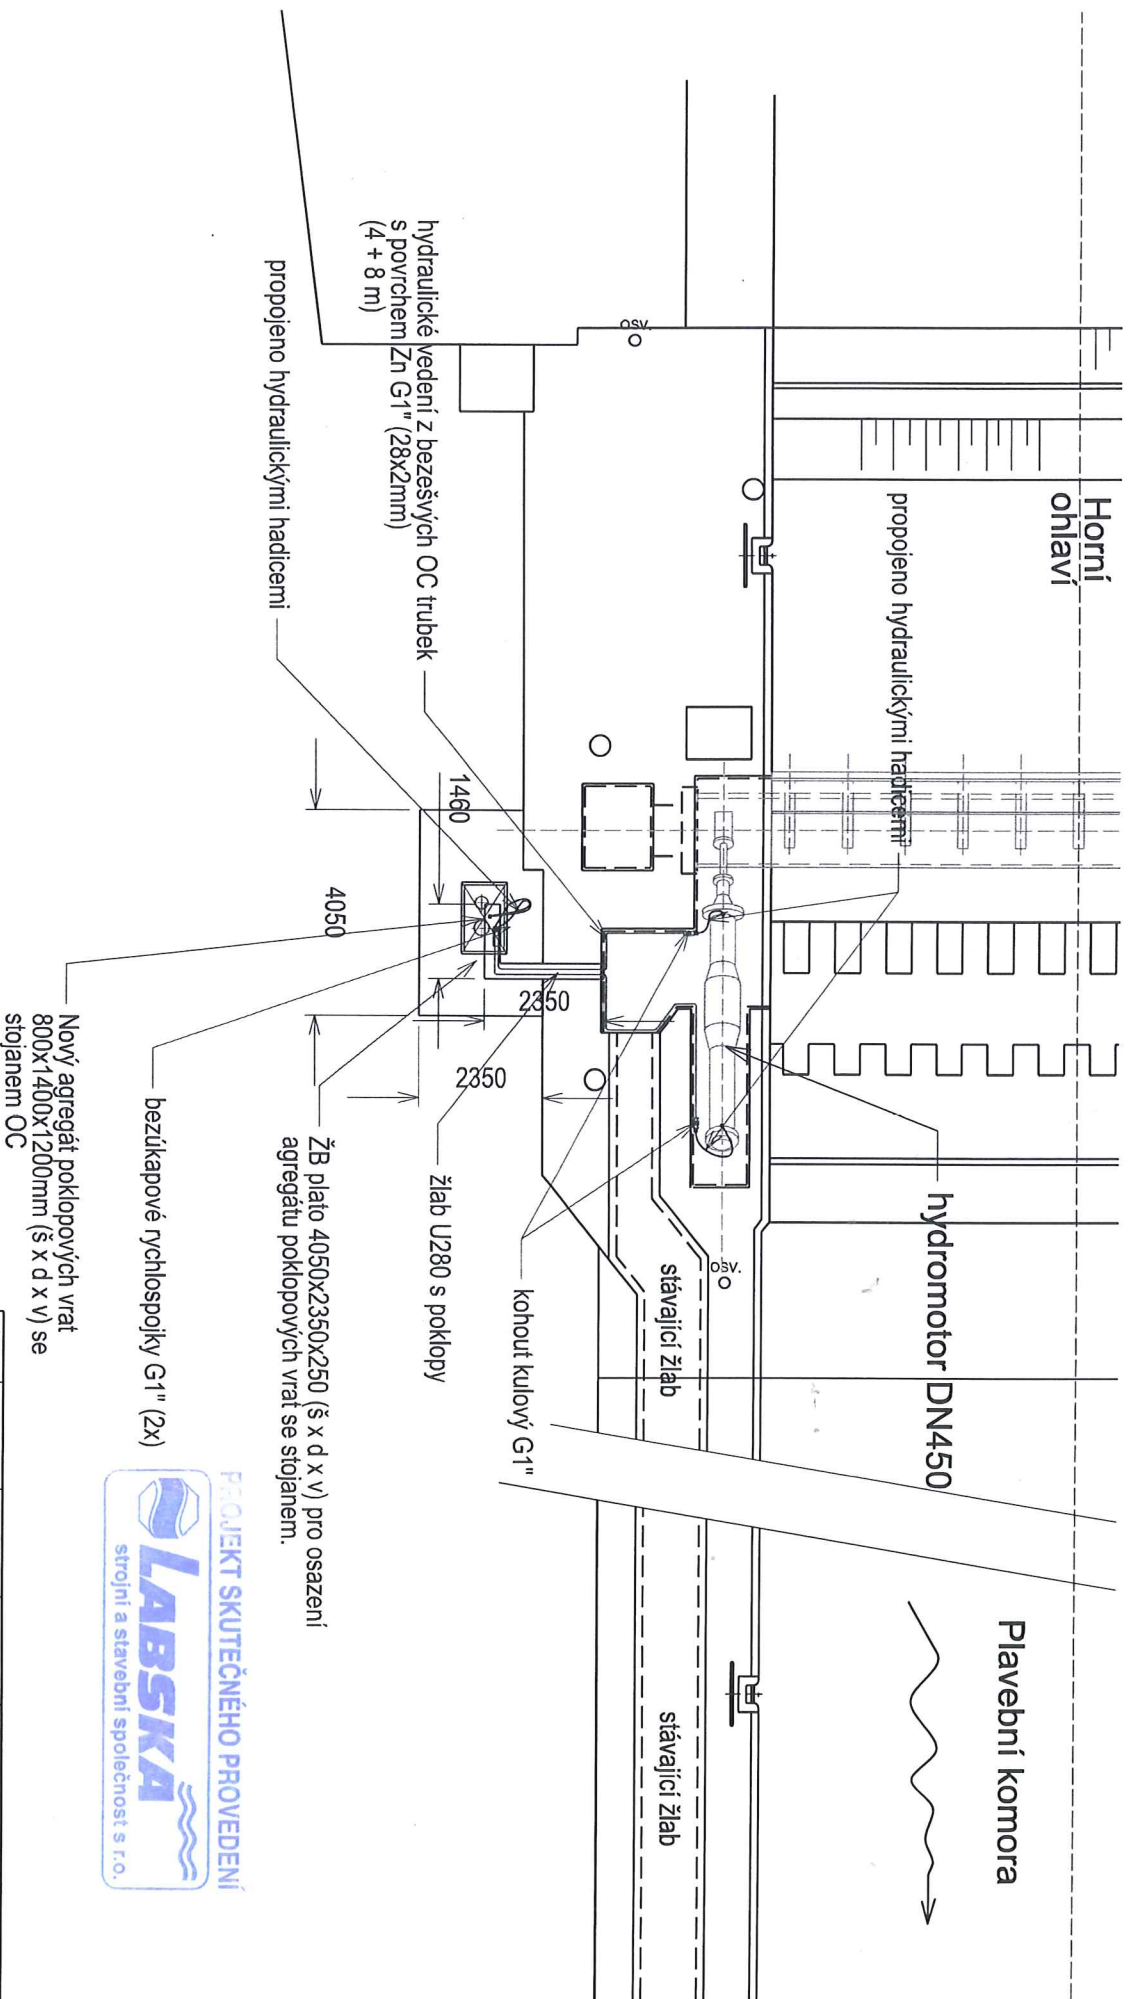 Horní
ohlaví
Plavební komora
propojeno hydraulickými hadicemi
hydromotor DN450
osv.
osv.
stávající žlab
stávající žlab
hydraulické vedení z bezešvých OC trubek
s povrchem Zn G1" (28x2mm)
(4 + 8 m)
propojeno hydraulickými hadicemi
kohout kulový G1"
1460
4050
2350
2350
žlab U280 s poklopy
ŽB plato 4050x2350x250 (š x d x v) pro osazení
agregátu poklopových vrat se stojanem.
bezúkapové rychlospojky G1" (2x)
Nový agregát poklopových vrat
800x1400x1200mm (š x d x v) se
stojanem OC
PROJEKT SKUTEČNÉHO PROVEDENÍ
LABSKÁ
strojní a stavební společnost s r.o.